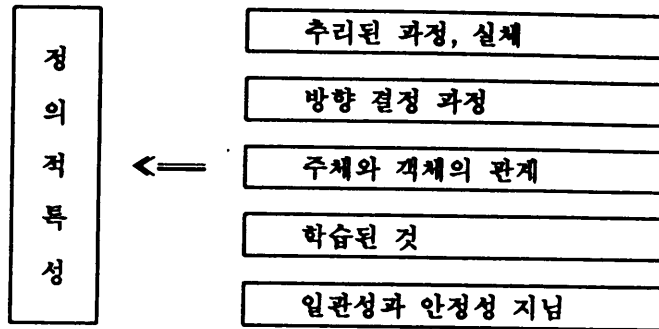 정의적특성
추리된 과정, 실체
방향 결정 과정
주체와 객체의 관계
학습된 것
일관성과 안정성 지님